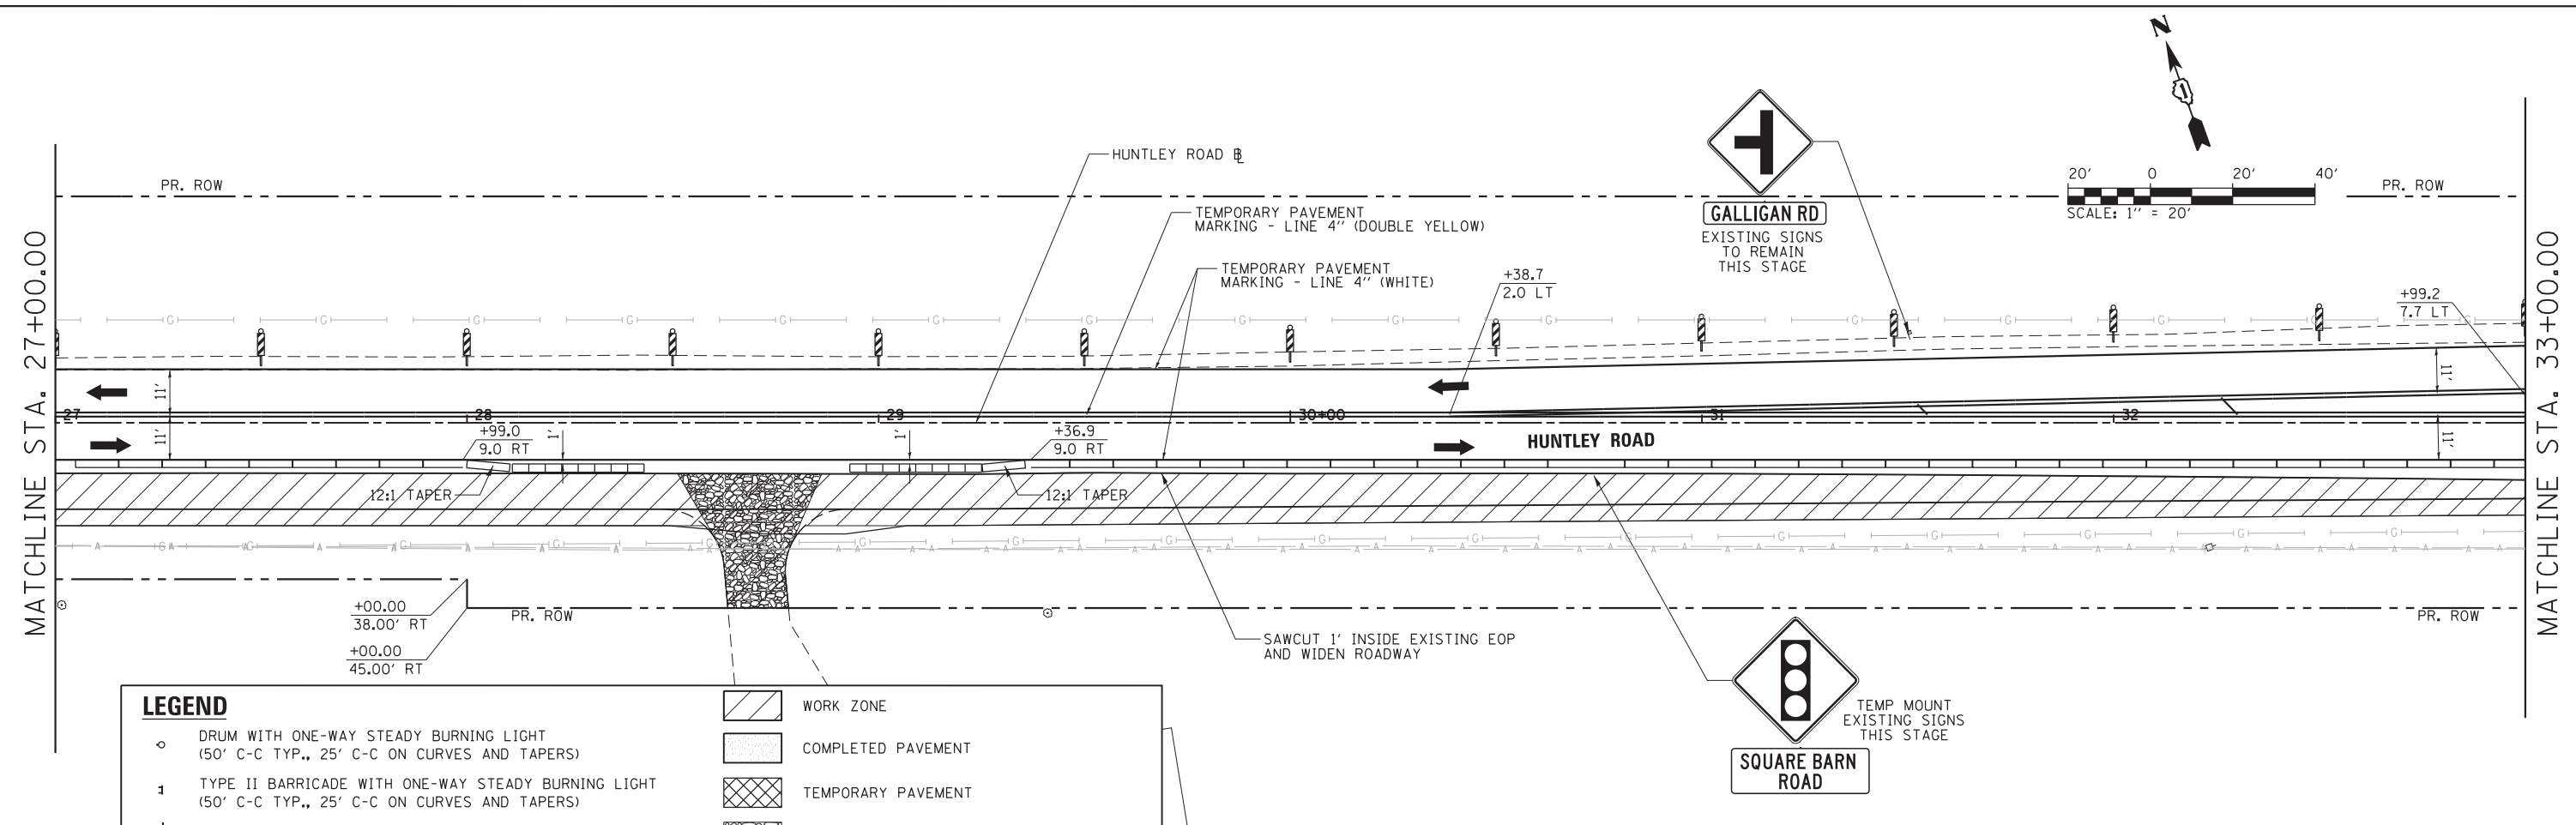 N
HUNTLEY ROAD ℄
PR. ROW
20' 0 20' 40'
SCALE: 1'' = 20'
PR. ROW
GALLIGAN RD
EXISTING SIGNS
TO REMAIN
THIS STAGE
TEMPORARY PAVEMENT
MARKING - LINE 4'' (DOUBLE YELLOW)
TEMPORARY PAVEMENT
MARKING - LINE 4'' (WHITE)
+38.7
2.0 LT
+99.2
7.7 LT
MATCHLINE STA. 27+00.00
MATCHLINE STA. 33+00.00
G G G G G G G G G G G G G G G G
11'
11'
27 28 29 30+00 31 32
11'
11'
+99.0
9.0 RT
1'
1'
+36.9
9.0 RT
HUNTLEY ROAD
12:1 TAPER
12:1 TAPER
+00.00
38.00' RT
+00.00
45.00' RT
PR. ROW
PR. ROW
SAWCUT 1' INSIDE EXISTING EOP
AND WIDEN ROADWAY
TEMP MOUNT
EXISTING SIGNS
THIS STAGE
SQUARE BARN
ROAD
LEGEND
DRUM WITH ONE-WAY STEADY BURNING LIGHT
(50' C-C TYP., 25' C-C ON CURVES AND TAPERS)
TYPE II BARRICADE WITH ONE-WAY STEADY BURNING LIGHT
(50' C-C TYP., 25' C-C ON CURVES AND TAPERS)
WORK ZONE
COMPLETED PAVEMENT
TEMPORARY PAVEMENT